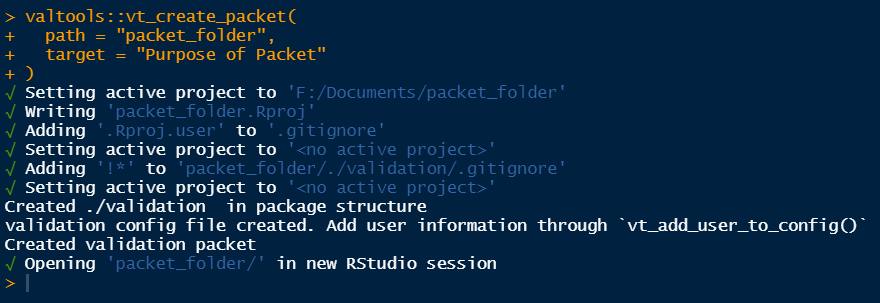 > valtools::vt_create_packet(
+   path = "packet_folder",
+   target = "Purpose of Packet"
+ )
√ Setting active project to 'F:/Documents/packet_folder'
√ Writing 'packet_folder.Rproj'
√ Adding '.Rproj.user' to '.gitignore'
√ Setting active project to '<no active project>'
√ Adding '!*' to 'packet_folder/./validation/.gitignore'
√ Setting active project to '<no active project>'
Created ./validation  in package structure
validation config file created. Add user information through `vt_add_user_to_config()`
Created validation packet
√ Opening 'packet_folder/' in new RStudio session
>